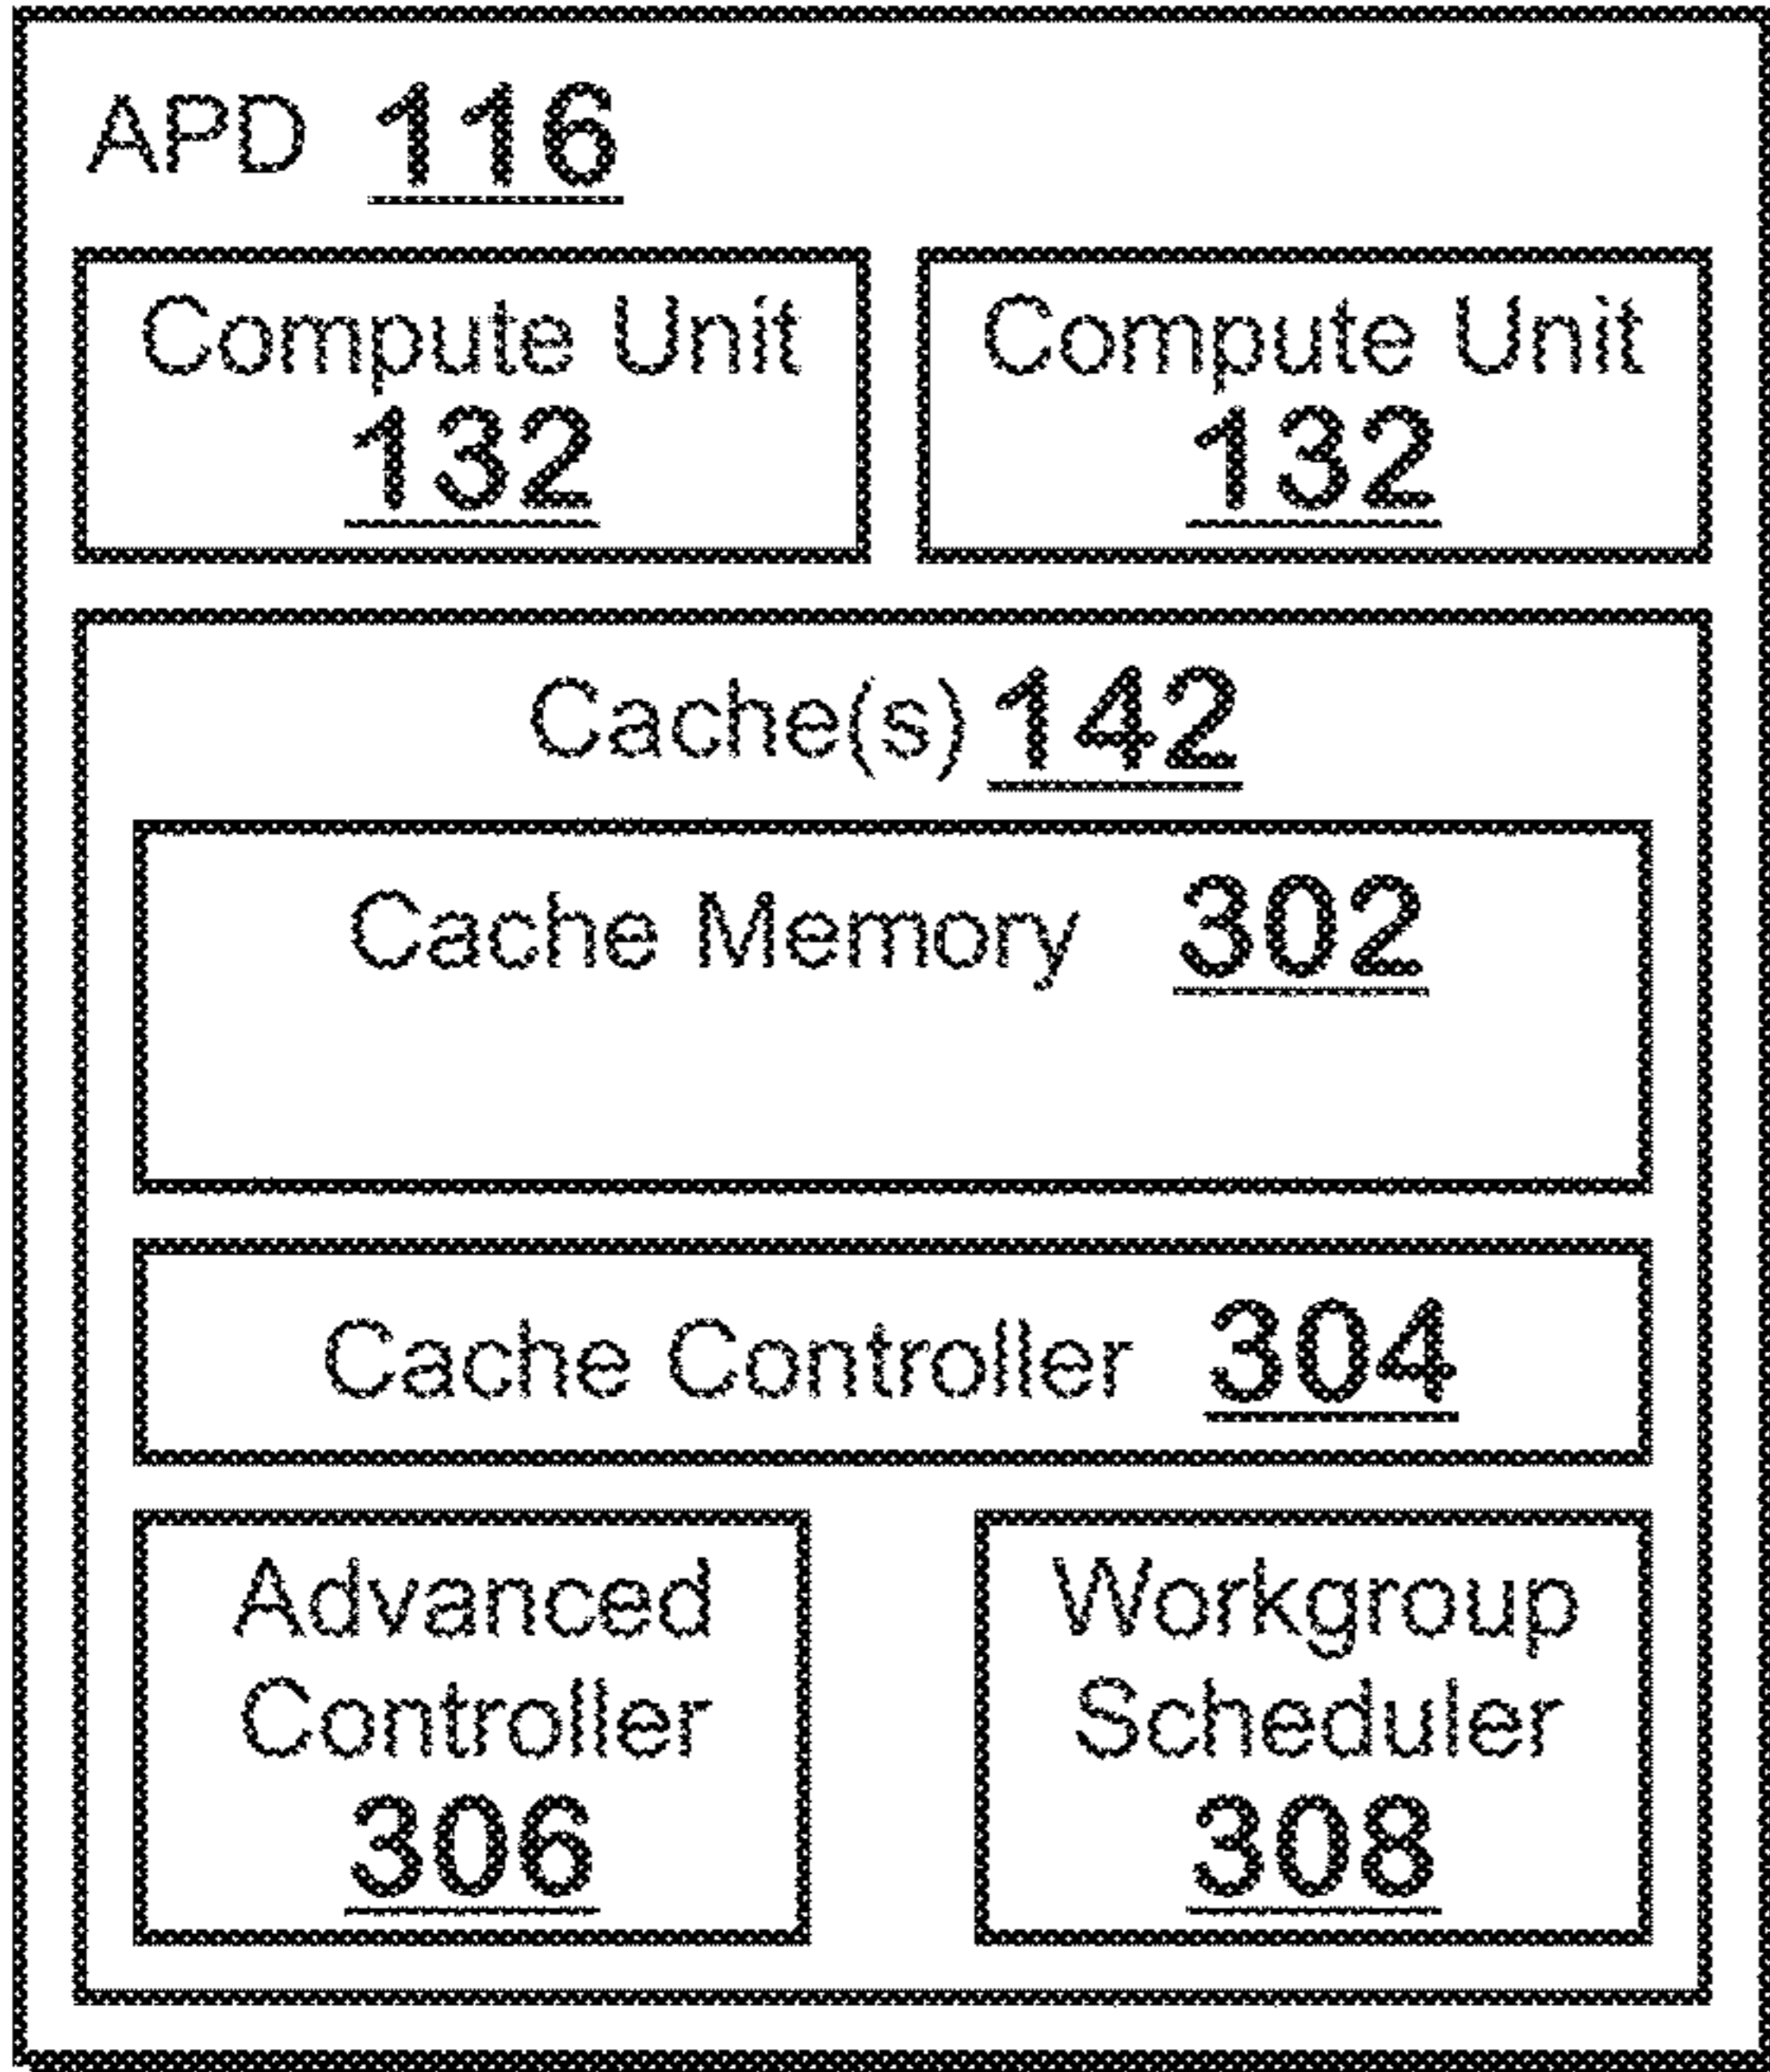 APD 116
Compute Unit
132
Compute Unit
132
Cache(s) 142
Cache Memory 302
Cache Controller 304
Advanced
Controller
306
Workgroup
Scheduler
308